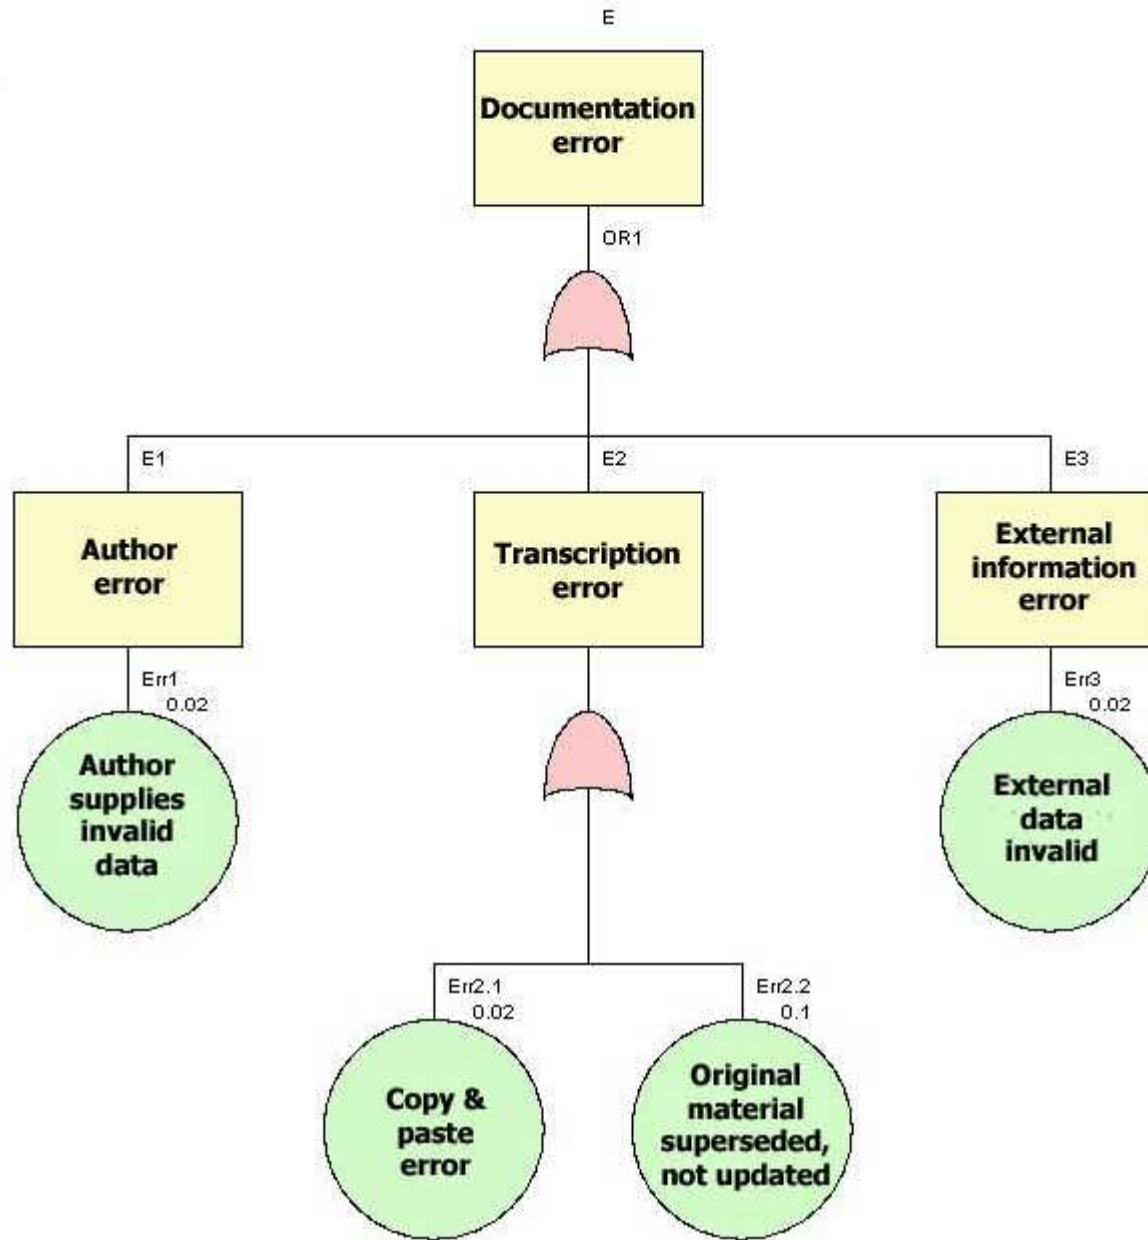 E
Documentation
error
OR1
E1
E2
E3
Author
error
Transcription
error
External
information
error
Err1
0.02
Err3
0.02
Author
supplies
invalid
data
External
data
invalid
Err2.1
0.02
Err2.2
0.1
Copy &
paste
error
Original
material
superseded,
not updated